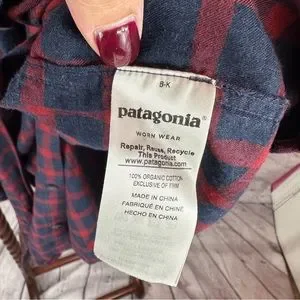 B-K
patagonia®
WORN WEAR
Repair, Reuse, Recycle
This Product
www.patagonia.com
100% ORGANIC COTTON
EXCLUSIVE OF TRIM
MADE IN CHINA
FABRIQUÉ EN CHINE
HECHO EN CHINA